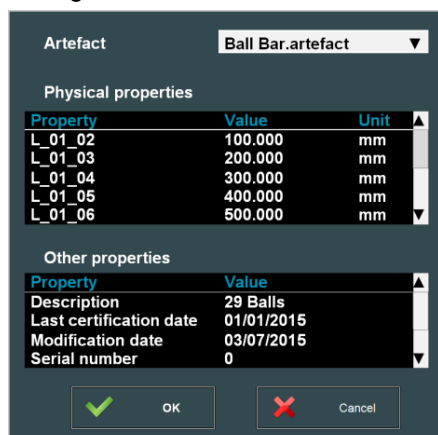 Artefact Ball Bar.artefact ▼
Physical properties
Property Value Unit
L_01_02 100.000 mm
L_01_03 200.000 mm
L_01_04 300.000 mm
L_01_05 400.000 mm
L_01_06 500.000 mm
Other properties
Property Value
Description 29 Balls
Last certification date 01/01/2015
Modification date 03/07/2015
Serial number 0
OK Cancel